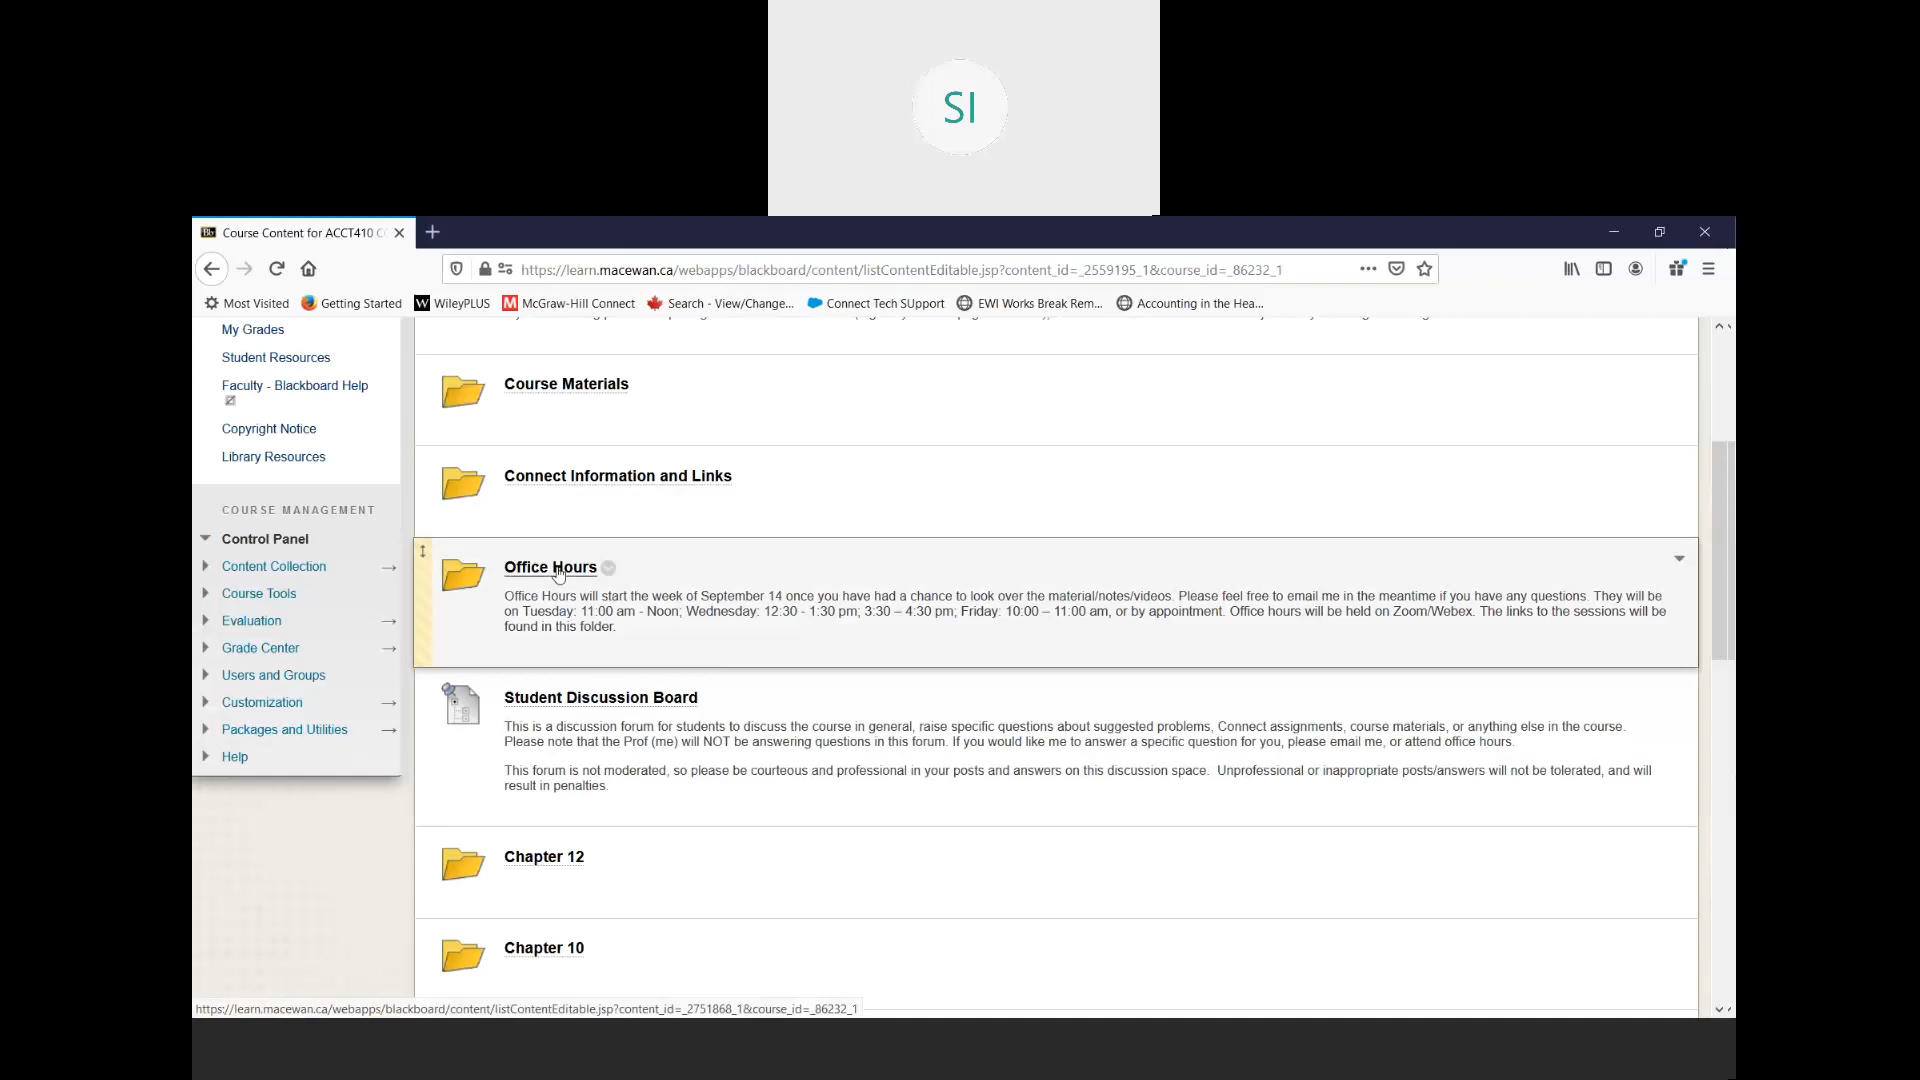 SI
Course Content for ACCT410 CO
https://learn.macewan.ca/webapps/blackboard/content/listContentEditable.jsp?content_id=_2559195_1&course_id=_86232_1
Most Visited Getting Started WileyPLUS McGraw-Hill Connect Search - View/Change... Connect Tech SUpport EWI Works Break Rem... Accounting in the Hea...
My Grades
Student Resources
Faculty - Blackboard Help
Copyright Notice
Library Resources
COURSE MANAGEMENT
Control Panel
Content Collection
Course Tools
Evaluation
Grade Center
Users and Groups
Customization
Packages and Utilities
Help
Course Materials
Connect Information and Links
Office Hours
Office Hours will start the week of September 14 once you have had a chance to look over the material/notes/videos. Please feel free to email me in the meantime if you have any questions. They will be
on Tuesday: 11:00 am - Noon; Wednesday: 12:30 - 1:30 pm; 3:30 – 4:30 pm; Friday: 10:00 – 11:00 am, or by appointment. Office hours will be held on Zoom/Webex. The links to the sessions will be
found in this folder.
Student Discussion Board
This is a discussion forum for students to discuss the course in general, raise specific questions about suggested problems, Connect assignments, course materials, or anything else in the course.
Please note that the Prof (me) will NOT be answering questions in this forum. If you would like me to answer a specific question for you, please email me, or attend office hours.
This forum is not moderated, so please be courteous and professional in your posts and answers on this discussion space. Unprofessional or inappropriate posts/answers will not be tolerated, and will
result in penalties.
Chapter 12
Chapter 10
https://learn.macewan.ca/webapps/blackboard/content/listContentEditable.jsp?content_id=_2751868_1&course_id=_86232_1